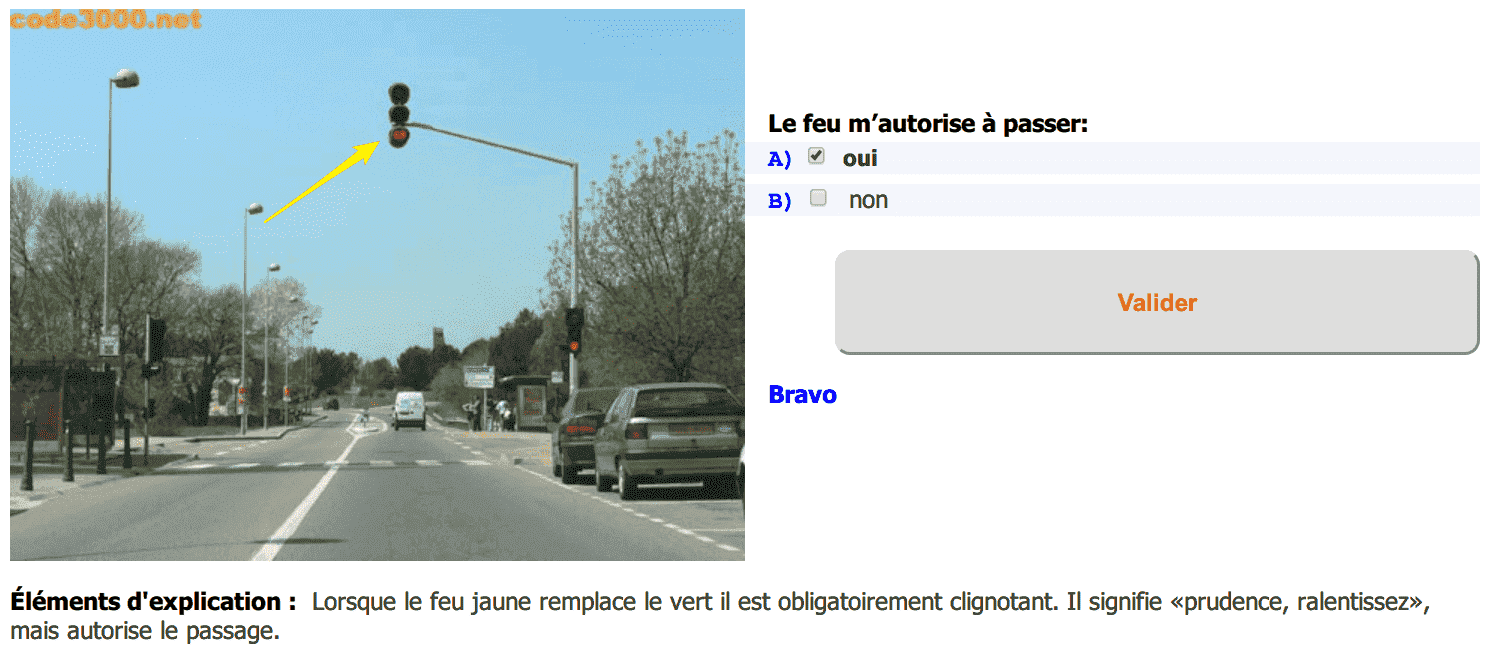 code3000.net
Le feu m’autorise à passer:
A) oui
B) non
Valider
Bravo
Éléments d'explication : Lorsque le feu jaune remplace le vert il est obligatoirement clignotant. Il signifie «prudence, ralentissez»,
mais autorise le passage.